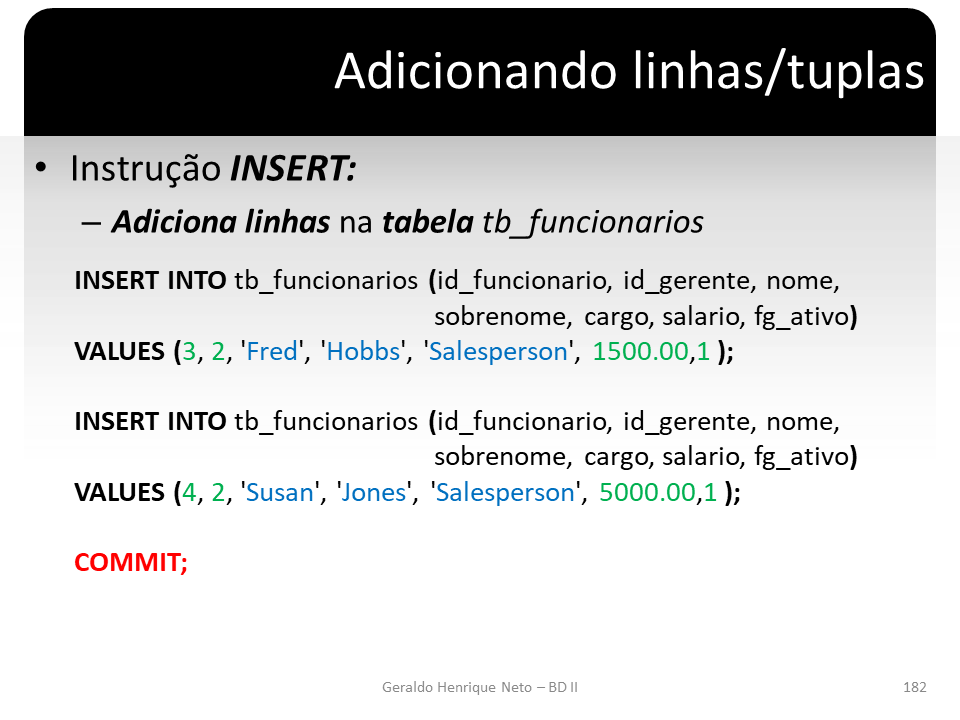 Adicionando linhas/tuplas
• Instrução INSERT:
– Adiciona linhas na tabela tb_funcionarios
INSERT INTO tb_funcionarios (id_funcionario, id_gerente, nome,
sobrenome, cargo, salario, fg_ativo)
VALUES (3, 2, 'Fred', 'Hobbs', 'Salesperson', 1500.00,1 );
INSERT INTO tb_funcionarios (id_funcionario, id_gerente, nome,
sobrenome, cargo, salario, fg_ativo)
VALUES (4, 2, 'Susan', 'Jones', 'Salesperson', 5000.00,1 );
COMMIT;
Geraldo Henrique Neto – BD II
182